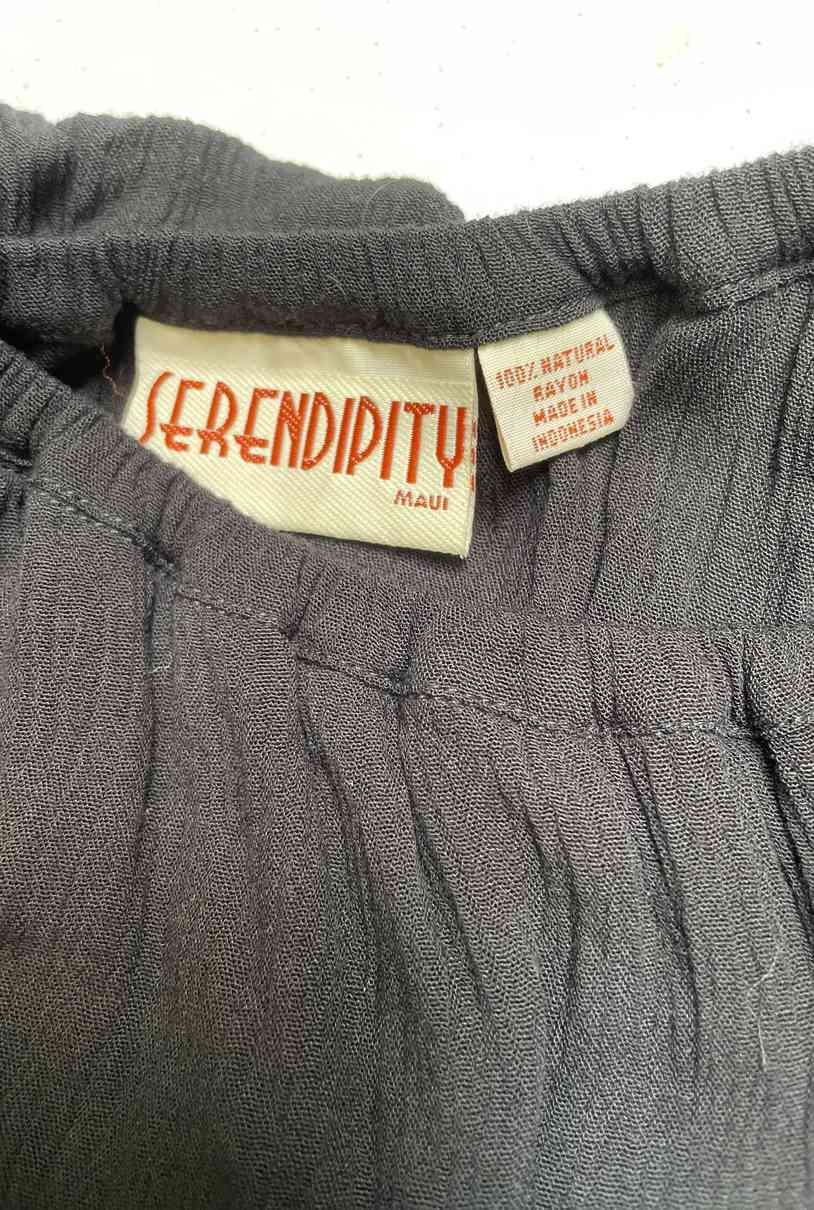 SERENDIPITY
MAUI
100% NATURAL
RAYON
MADE IN
INDONESIA